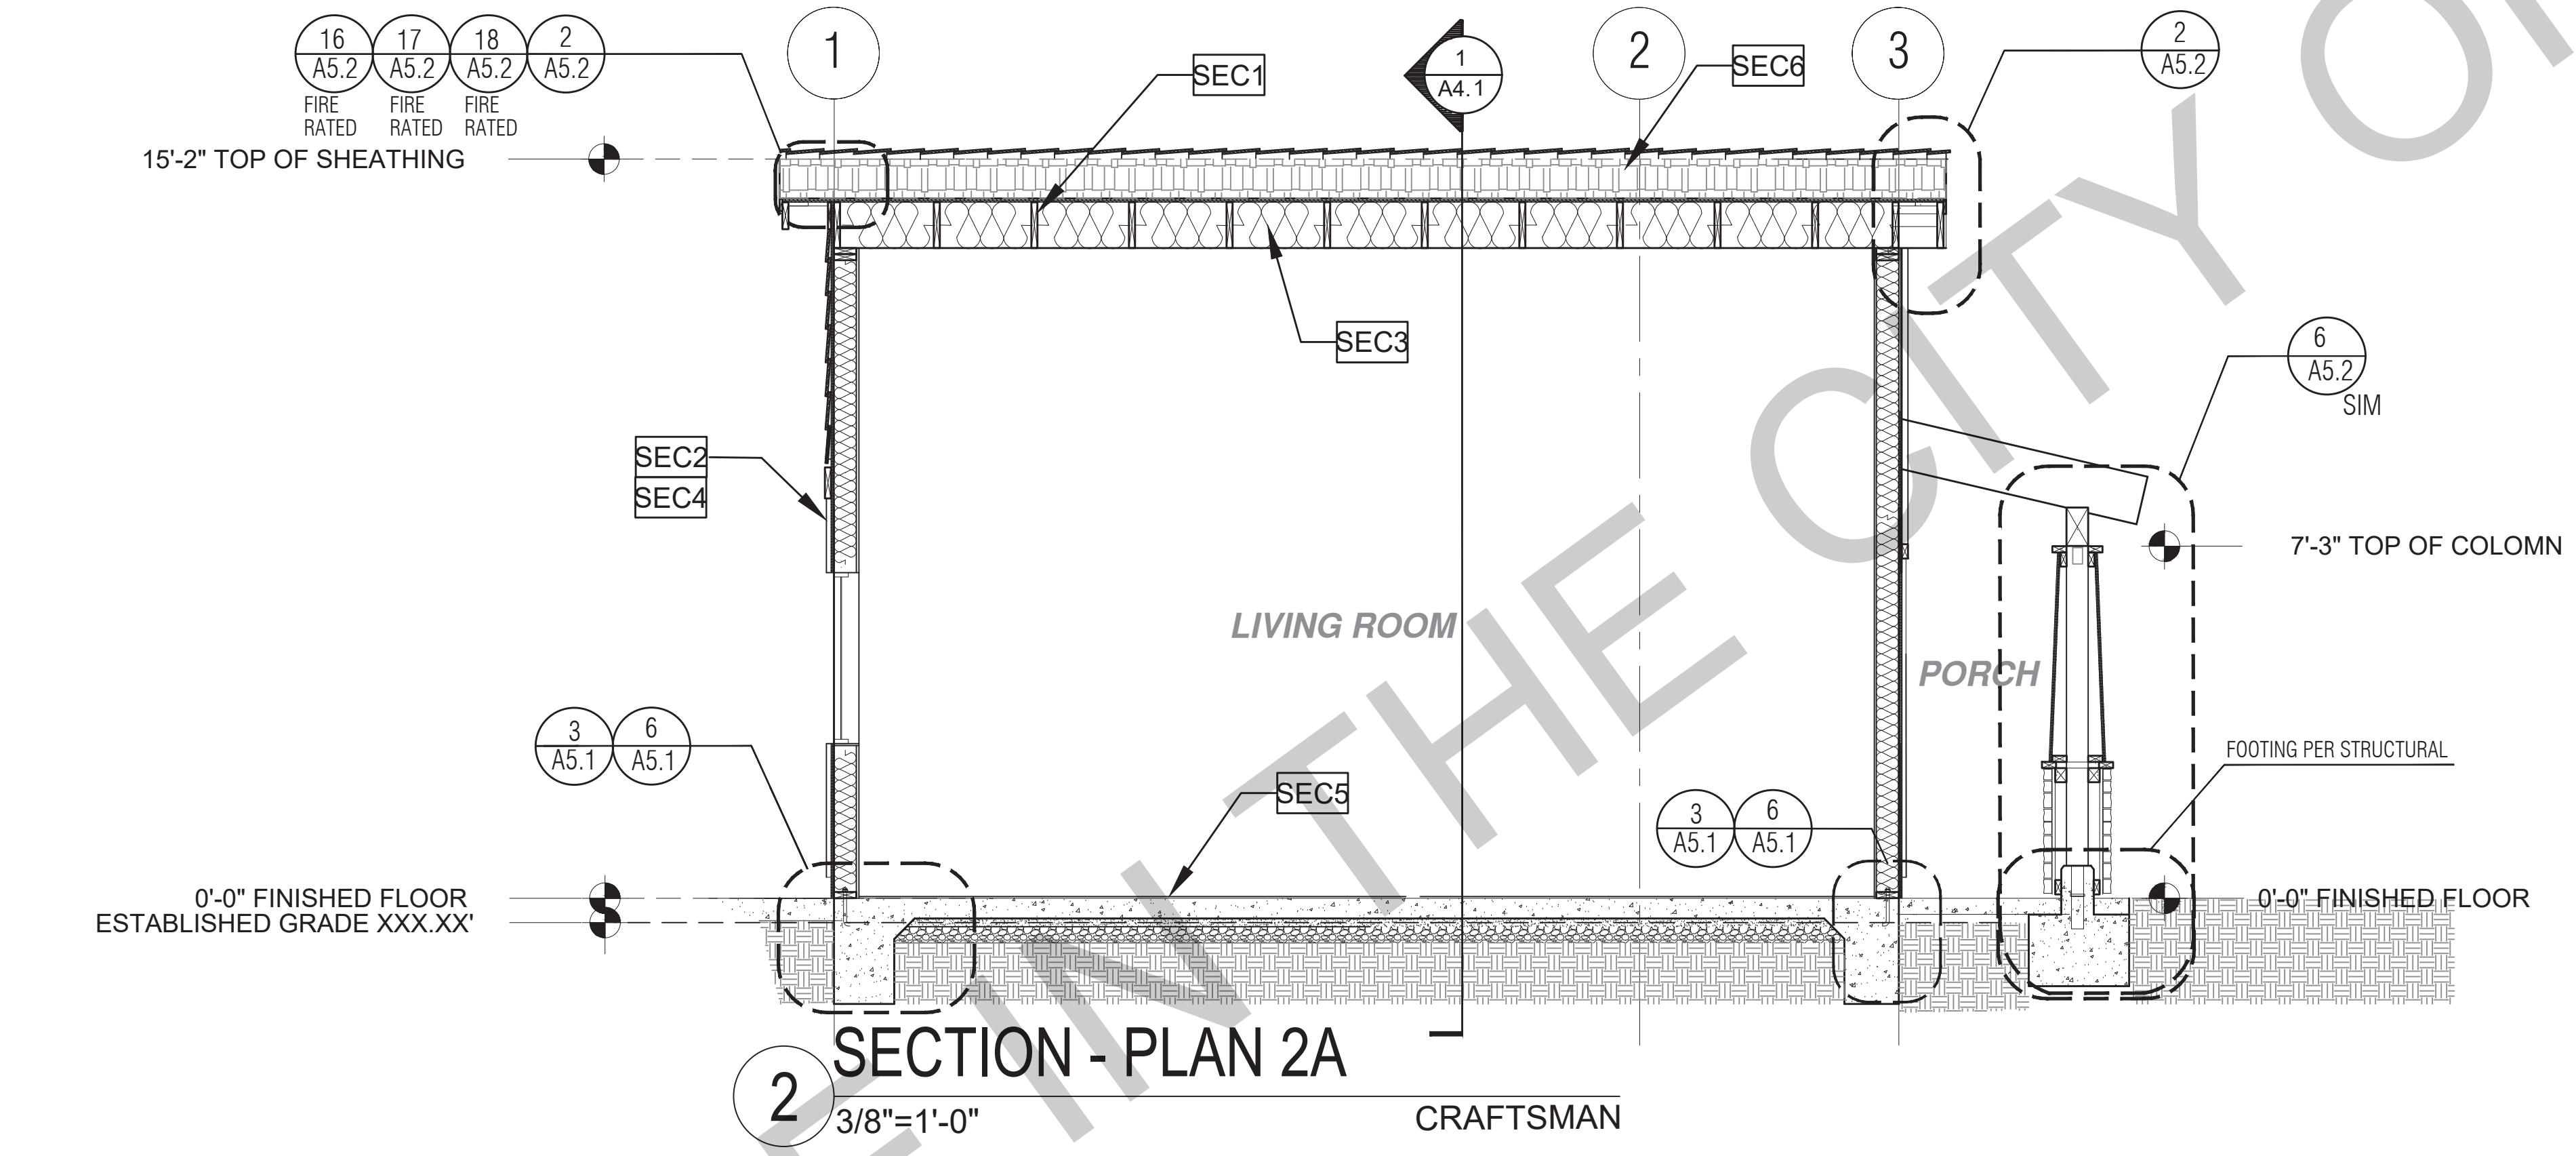 16 17 18 2
A5.2 A5.2 A5.2 A5.2
FIRE RATED
FIRE RATED
FIRE RATED
1
SEC1
1
A4.1
2
SEC6
3
2
A5.2
15'-2" TOP OF SHEATHING
SEC3
6
A5.2
SIM
SEC2
SEC4
7'-3" TOP OF COLOMN
LIVING ROOM
PORCH
3 6
A5.1 A5.1
FOOTING PER STRUCTURAL
SEC5
3 6
A5.1 A5.1
0'-0" FINISHED FLOOR
ESTABLISHED GRADE XXX.XX'
0'-0" FINISHED FLOOR
2
SECTION - PLAN 2A
3/8"=1'-0"
CRAFTSMAN
IN THE CITY